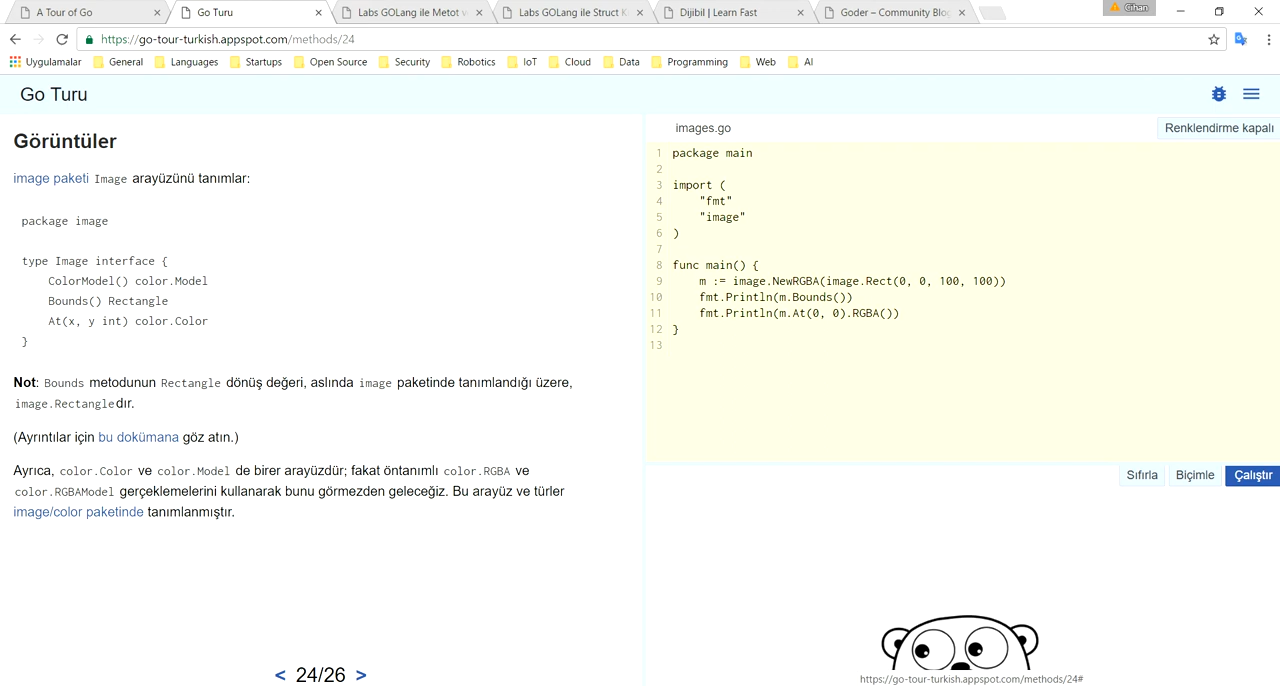 A Tour of Go
Go Turu
Labs GOLang ile Metot v
Labs GOLang ile Struct K
Dijibil | Learn Fast
Goder – Community Blog
Cihan
https://go-tour-turkish.appspot.com/methods/24
Uygulamalar General Languages Startups Open Source Security Robotics IoT Cloud Data Programming Web AI
Go Turu
Görüntüler
image paketi Image arayüzünü tanımlar:
package image
type Image interface {
ColorModel() color.Model
Bounds() Rectangle
At(x, y int) color.Color
}
Not: Bounds metodunun Rectangle dönüş değeri, aslında image paketinde tanımlandığı üzere,
image.Rectangledır.
(Ayrıntılar için bu dokümana göz atın.)
Ayrıca, color.Color ve color.Model de birer arayüzdür; fakat öntanımlı color.RGBA ve
color.RGBAModel gerçeklemelerini kullanarak bunu görmezden geleceğiz. Bu arayüz ve türler
image/color paketinde tanımlanmıştır.
< 24/26 >
images.go
Renklendirme kapalı
1 package main
2
3 import (
4 "fmt"
5 "image"
6 )
7
8 func main() {
9 m := image.NewRGBA(image.Rect(0, 0, 100, 100))
10 fmt.Println(m.Bounds())
11 fmt.Println(m.At(0, 0).RGBA())
12 }
13
Sıfırla Biçimle Çalıştır
https://go-tour-turkish.appspot.com/methods/24#